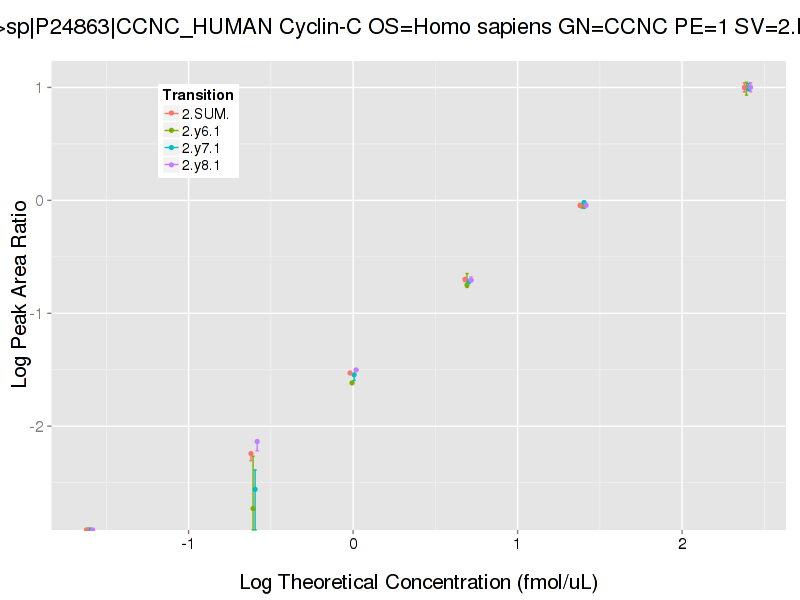 >sp|P24863|CCNC_HUMAN Cyclin-C OS=Homo sapiens GN=CCNC PE=1 SV=2.
Transition
2.SUM.
2.y6.1
2.y7.1
2.y8.1
Log Peak Area Ratio
1
0
-1
-2
-1 0 1 2
Log Theoretical Concentration (fmol/uL)